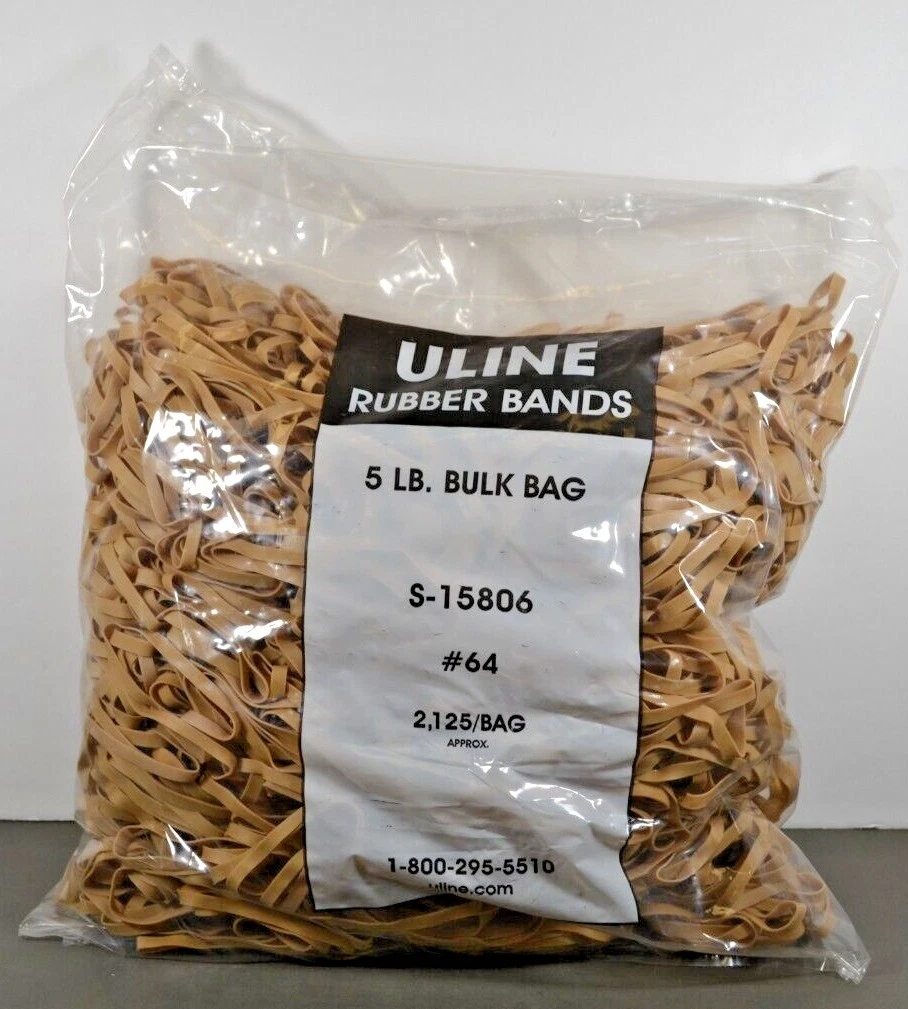 ULINE
RUBBER BANDS
5 LB. BULK BAG
S-15806
#64
2,125/BAG
APPROX.
1-800-295-5510
uline.com